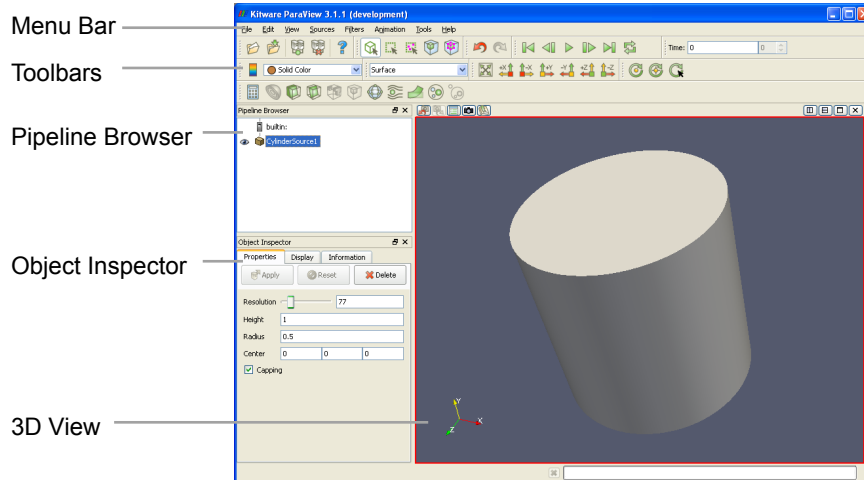 Kitware ParaView 3.1.1 (development)
Menu Bar
File Edit View Sources Filters Animation Tools Help
Time: 0 0
Toolbars
Solid Color Surface
+X -X +Y -Y +Z -Z
Pipeline Browser
builtin:
Pipeline Browser
CylinderSource1
Object Inspector
Properties Display Information
Object Inspector
Apply Reset Delete
Resolution 77
Height 1
Radius 0.5
Center 0 0 0
Capping
3D View
Y
X
Z